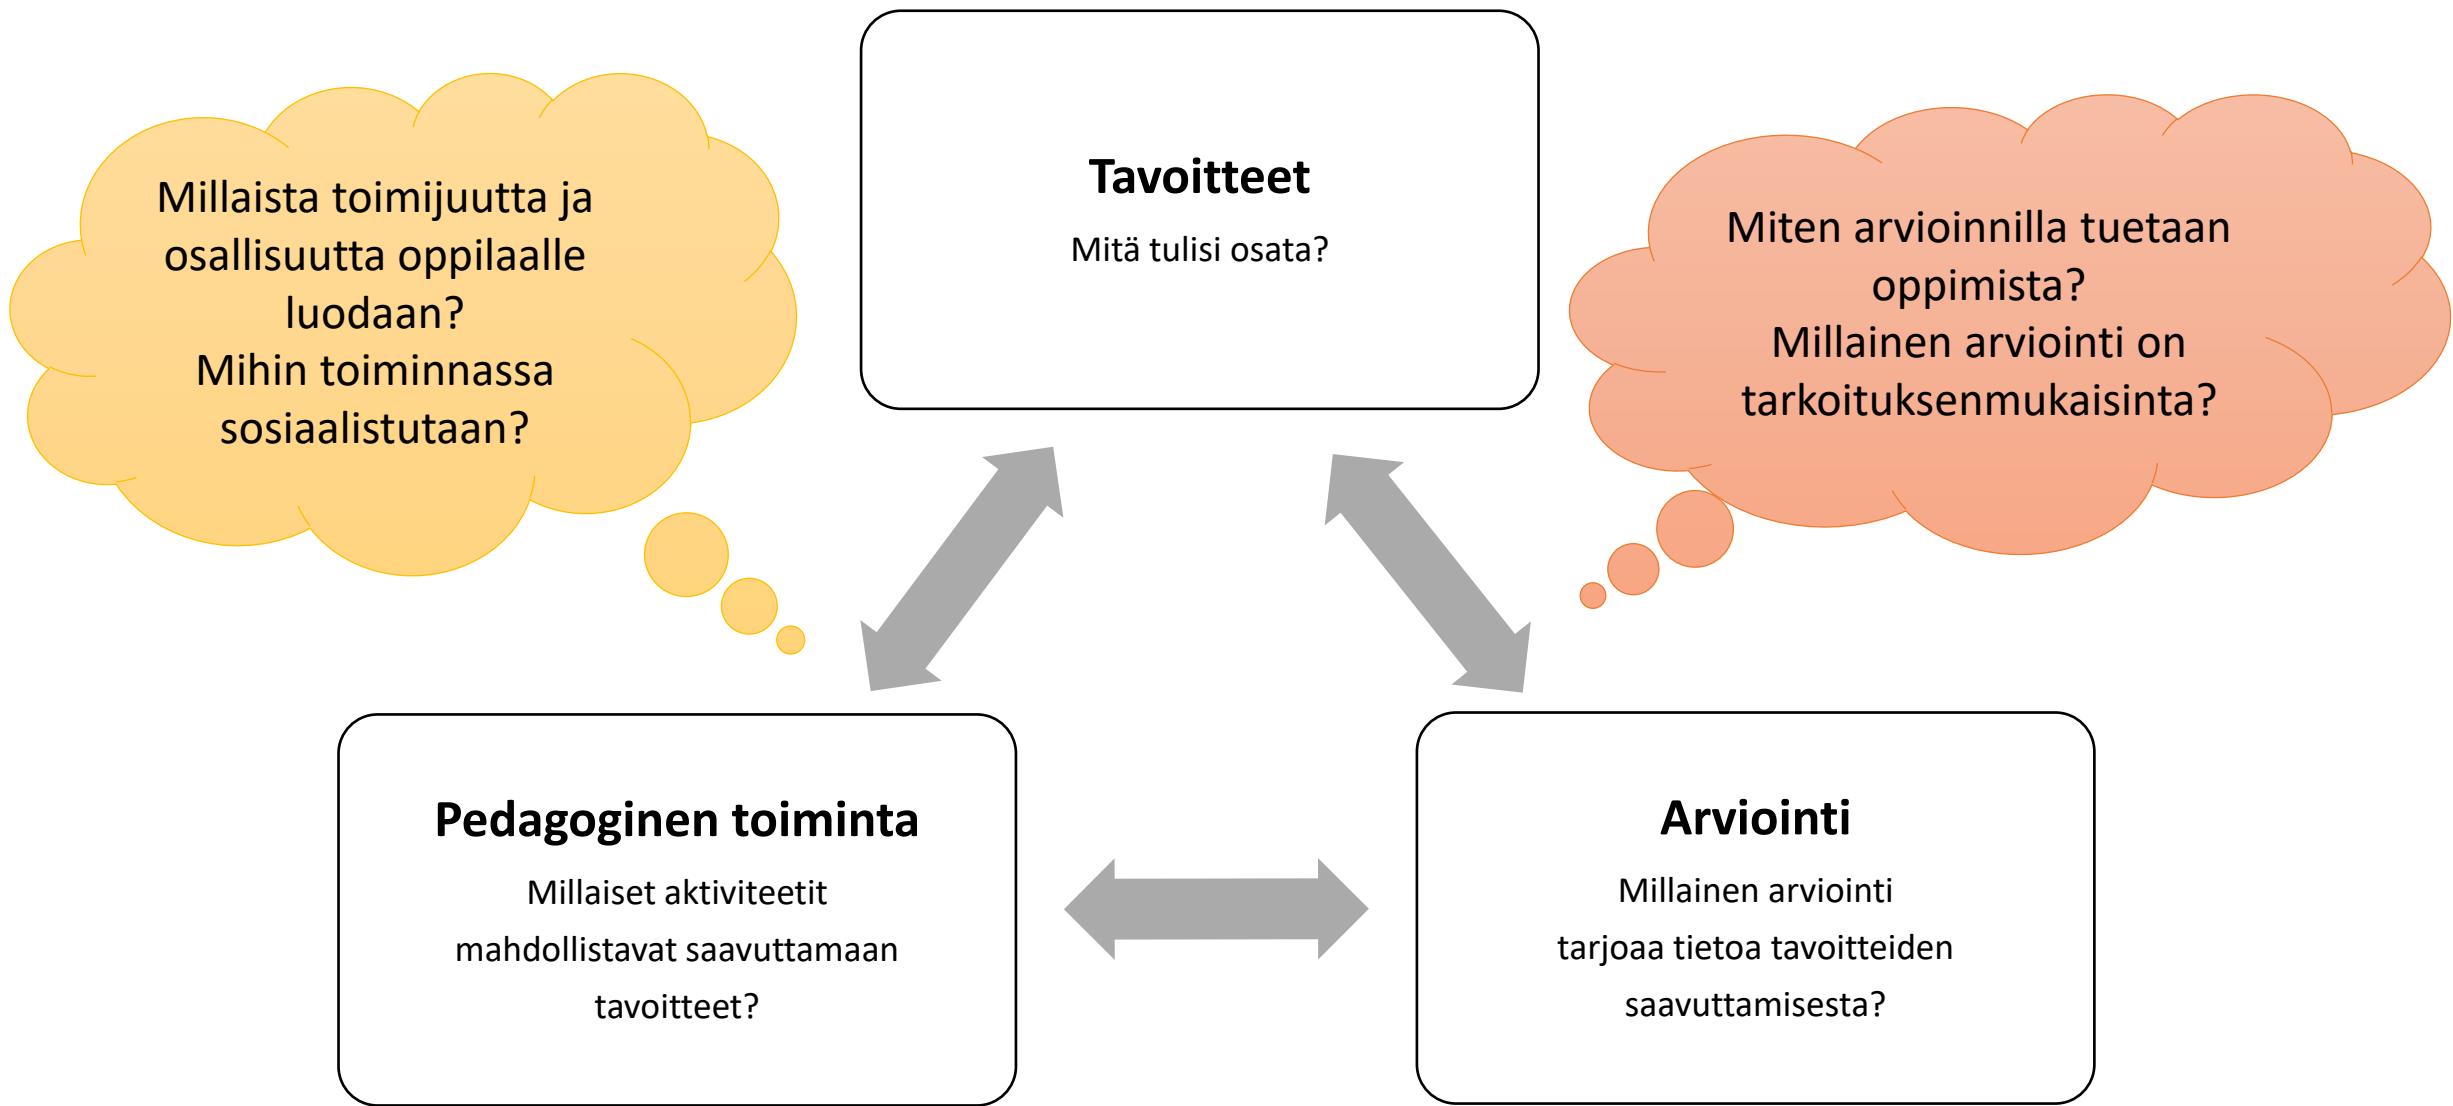 Tavoitteet
Mitä tulisi osata?
Millaista toimijuutta ja
osallisuutta oppilaalle
luodaan?
Mihin toiminnassa
sosiaalistutaan?
Miten arvioinnilla tuetaan
oppimista?
Millainen arviointi on
tarkoituksenmukaisinta?
Pedagoginen toiminta
Millaiset aktiviteetit
mahdollistavat saavuttamaan
tavoitteet?
Arviointi
Millainen arviointi
tarjoaa tietoa tavoitteiden
saavuttamisesta?